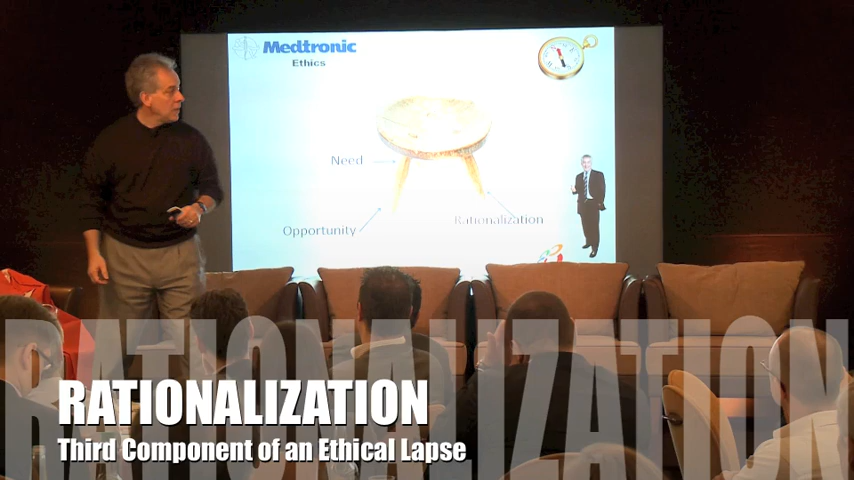 Medtronic
Ethics
Need
Opportunity
Rationalization
RATIONALIZATION
RATIONALIZATION
Third Component of an Ethical Lapse